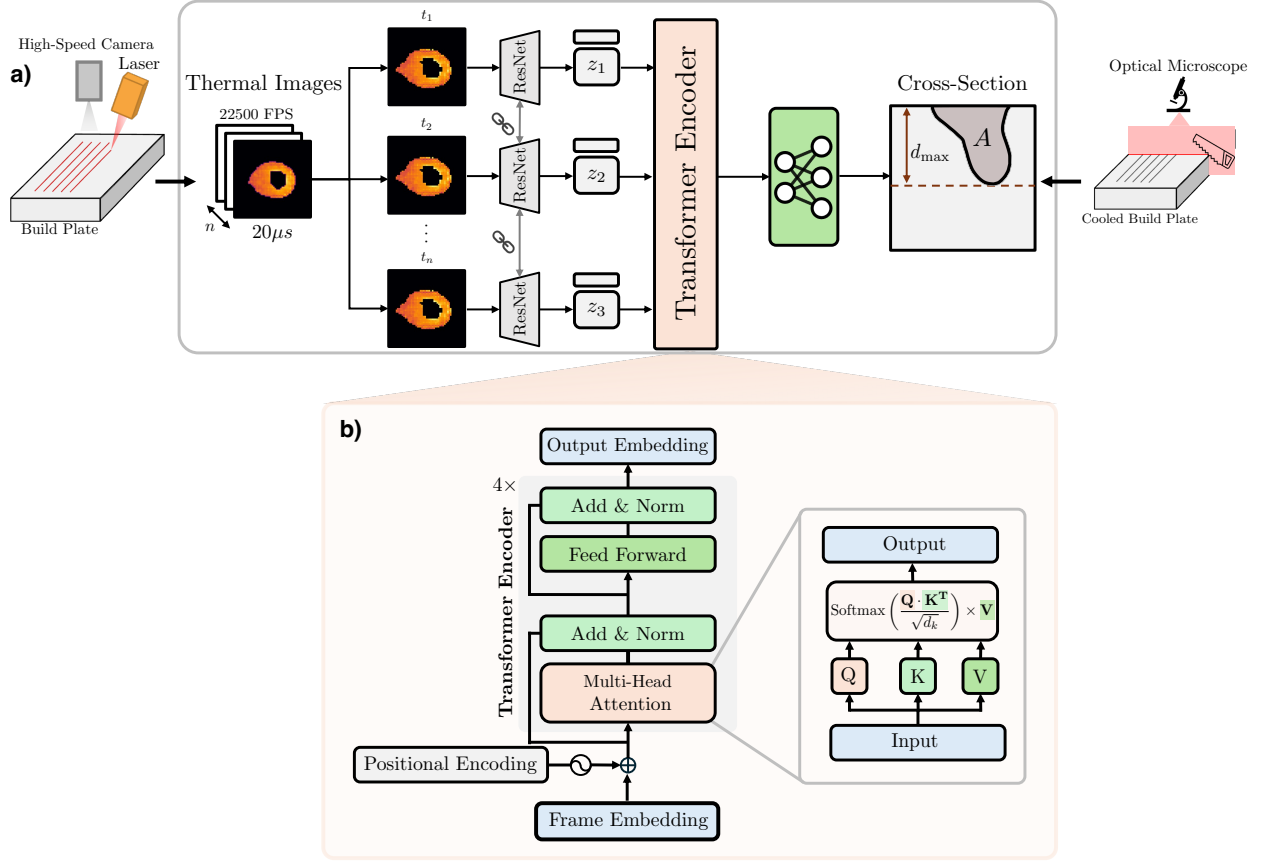 a)
High-Speed Camera
Laser
Build Plate
Thermal Images
22500 FPS
n
20μs
t₁
ResNet
z₁
t₂
ResNet
z₂
⋮
tₙ
ResNet
z₃
Transformer Encoder
Cross-Section
d_max
A
Optical Microscope
Cooled Build Plate
b)
Output Embedding
4×
Transformer Encoder
Add & Norm
Feed Forward
Add & Norm
Multi-Head
Attention
Positional Encoding
Frame Embedding
Output
Softmax (Q · Kᵀ / √dₖ) × V
Q
K
V
Input